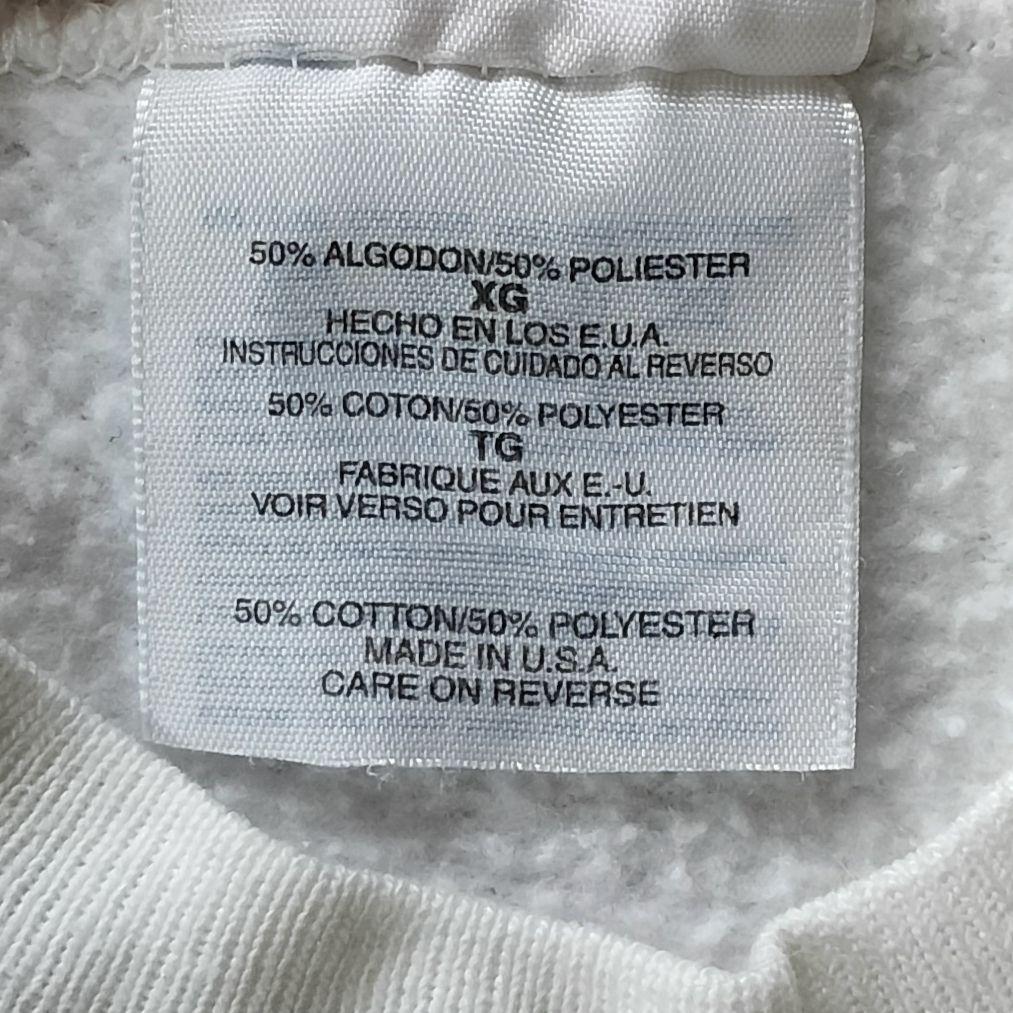 50% ALGODON/50% POLIESTER
XG
HECHO EN LOS E.U.A.
INSTRUCCIONES DE CUIDADO AL REVERSO
50% COTON/50% POLYESTER
TG
FABRIQUE AUX E.-U.
VOIR VERSO POUR ENTRETIEN
50% COTTON/50% POLYESTER
MADE IN U.S.A.
CARE ON REVERSE